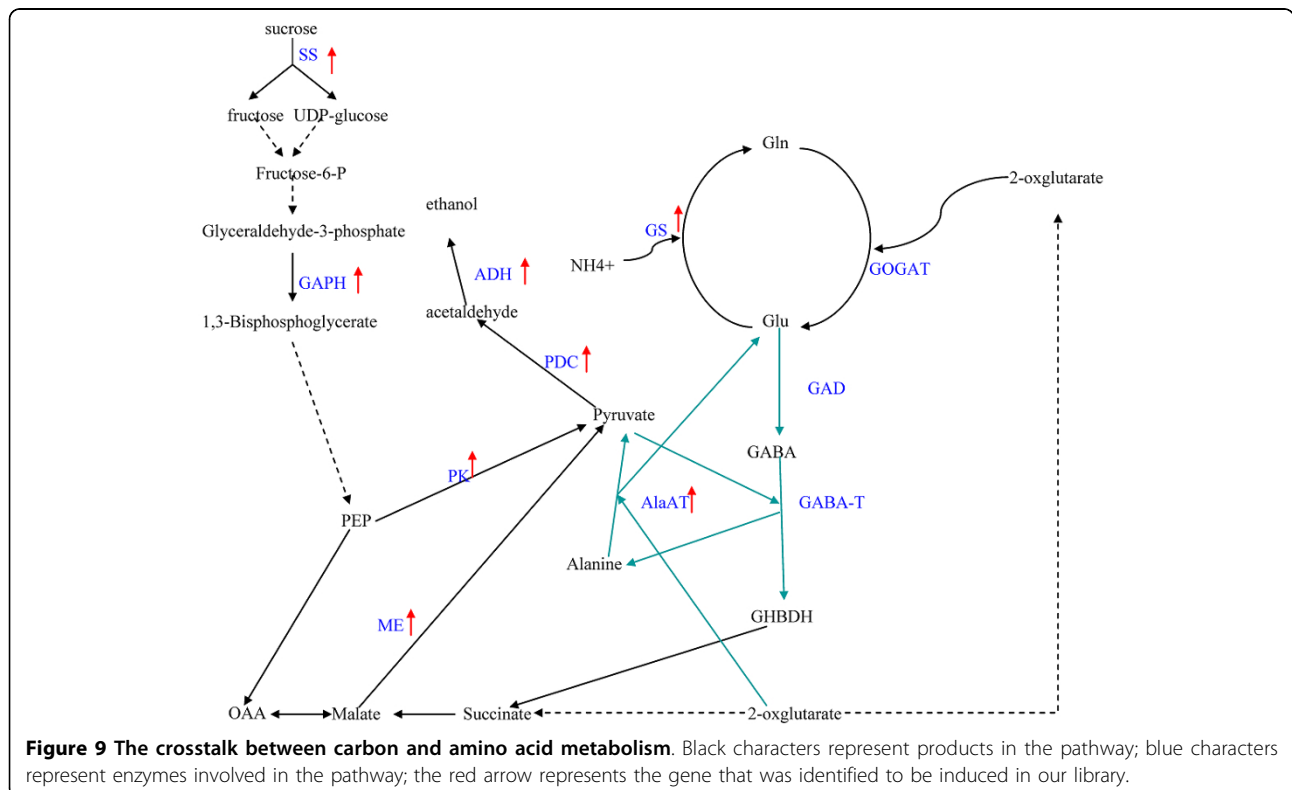 sucrose
SS
fructose UDP-glucose
Fructose-6-P
Glyceraldehyde-3-phosphate
GAPH
1,3-Bisphosphoglycerate
ethanol
ADH
acetaldehyde
PDC
Pyruvate
PK
PEP
ME
OAA
Malate
Succinate
2-oxglutarate
Gln
2-oxglutarate
GS
NH4+
GOGAT
Glu
GAD
GABA
AlaAT
GABA-T
Alanine
GHBDH
Figure 9 The crosstalk between carbon and amino acid metabolism. Black characters represent products in the pathway; blue characters
represent enzymes involved in the pathway; the red arrow represents the gene that was identified to be induced in our library.